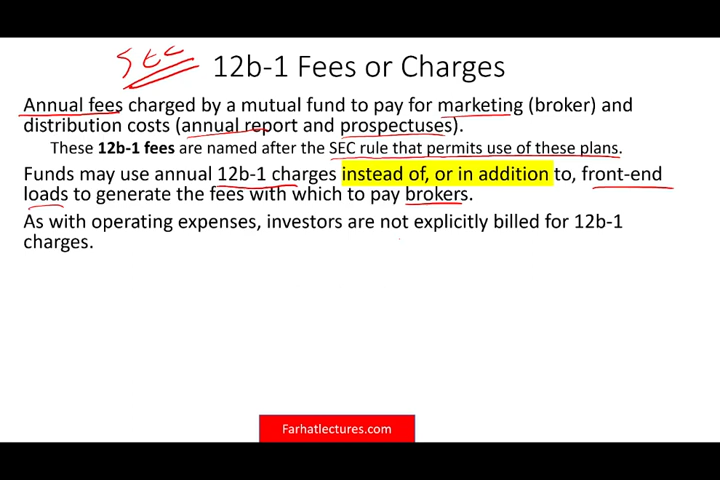 SEC
12b-1 Fees or Charges
Annual fees charged by a mutual fund to pay for marketing (broker) and
distribution costs (annual report and prospectuses).
These 12b-1 fees are named after the SEC rule that permits use of these plans.
Funds may use annual 12b-1 charges instead of, or in addition to, front-end
loads to generate the fees with which to pay brokers.
As with operating expenses, investors are not explicitly billed for 12b-1
charges.
Farhatlectures.com